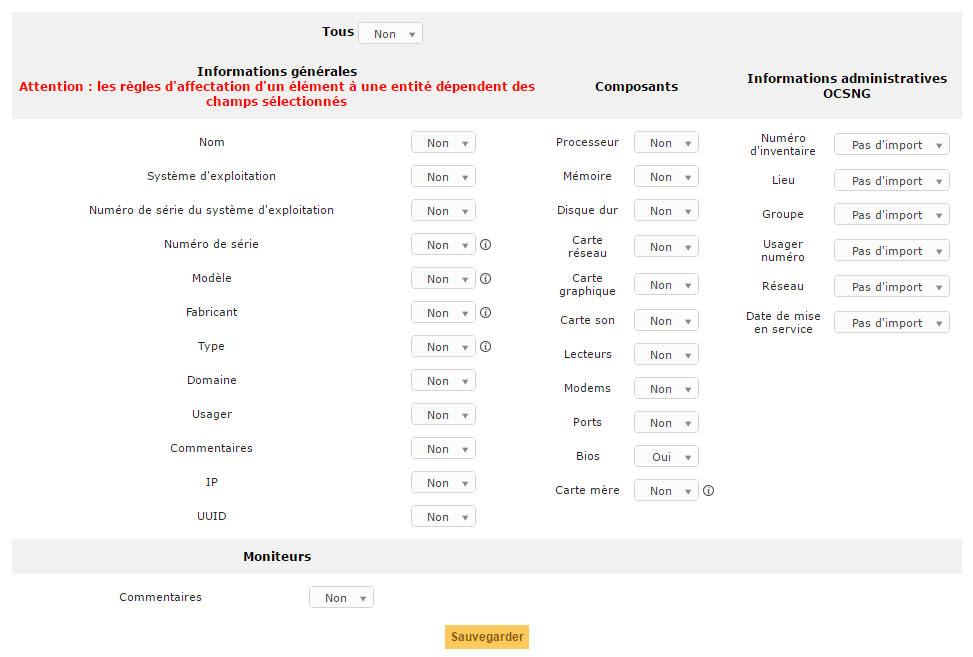 Tous Non
Informations générales
Attention : les règles d'affectation d'un élément à une entité dépendent des
champs sélectionnés
Composants
Informations administratives
OCSNG
Nom Non
Système d'exploitation Non
Numéro de série du système d'exploitation Non
Numéro de série Non
Modèle Non
Fabricant Non
Type Non
Domaine Non
Usager Non
Commentaires Non
IP Non
UUID Non
Processeur Non
Mémoire Non
Disque dur Non
Carte
réseau Non
Carte
graphique Non
Carte son Non
Lecteurs Non
Modems Non
Ports Non
Bios Oui
Carte mère Non
Numéro
d'inventaire Pas d'import
Lieu Pas d'import
Groupe Pas d'import
Usager
numéro Pas d'import
Réseau Pas d'import
Date de mise
en service Pas d'import
Moniteurs
Commentaires Non
Sauvegarder